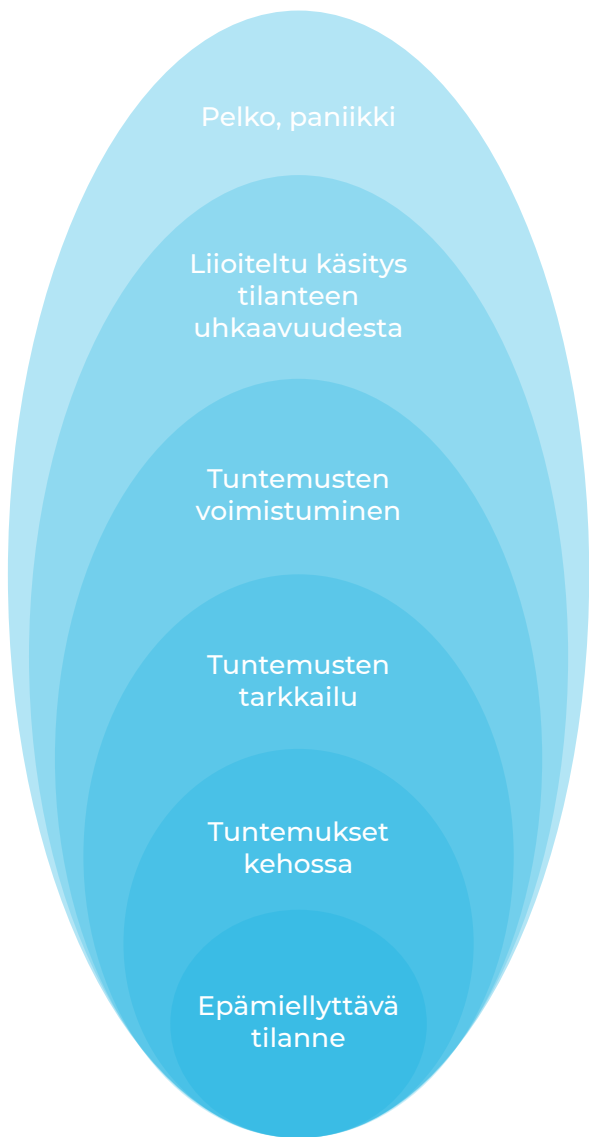 Pelko, paniikki
Liioiteltu käsitys
tilanteen
uhkaavuudesta
Tuntemusten
voimistuminen
Tuntemusten
tarkkailu
Tuntemukset
kehossa
Epämiellyttävä
tilanne